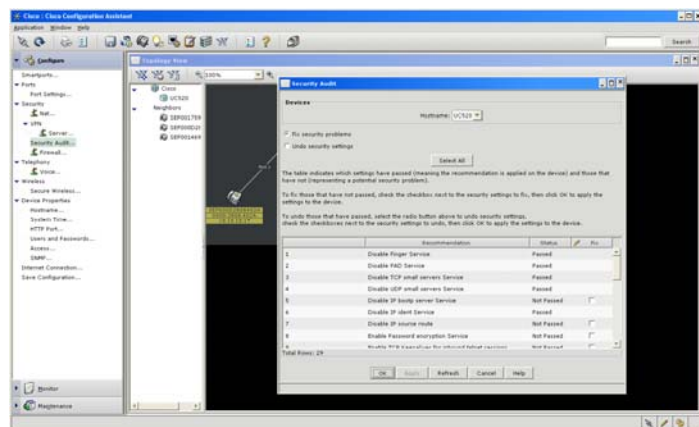 Cisco : Cisco Configuration Assistant
Application Window Help
Search
Configure
Smartports...
Ports
Port Settings...
Security
Nat...
VPN
Server...
Security Audit...
Firewall...
Telephony
Voice...
Wireless
Secure Wireless...
Device Properties
Hostname...
System Time...
HTTP Port...
Users and Passwords...
Access...
SNMP...
Internet Connection...
Save Configuration...
Monitor
Maintenance
Topology View
100%
Cisco
UC520
Neighbors
Security Audit
Devices
Hostname: UC520
Fix security problems
Undo security settings
Select All
The table indicates which settings have passed (meaning the recommendation is applied on the device) and those that
have not (representing a potential security problem).
To fix those that have not passed, check the checkbox next to the security settings to fix, then click OK to apply the
settings to the device.
To undo those that have passed, select the radio button above to undo security settings,
check the checkboxes next to the security settings to undo, then click OK to apply the settings to the device.
Recommendation Status Fix
1 Disable Finger Service Passed
2 Disable PAD Service Passed
3 Disable TCP small servers Service Passed
4 Disable UDP small servers Service Passed
5 Disable IP bootp server Service Not Passed
6 Disable IP ident Service Passed
7 Disable IP source route Not Passed
8 Enable Password encryption Service Not Passed
9 Enable TCP Keepalives for inbound telnet sessions Not Passed
Total Rows: 29
OK Apply Refresh Cancel Help